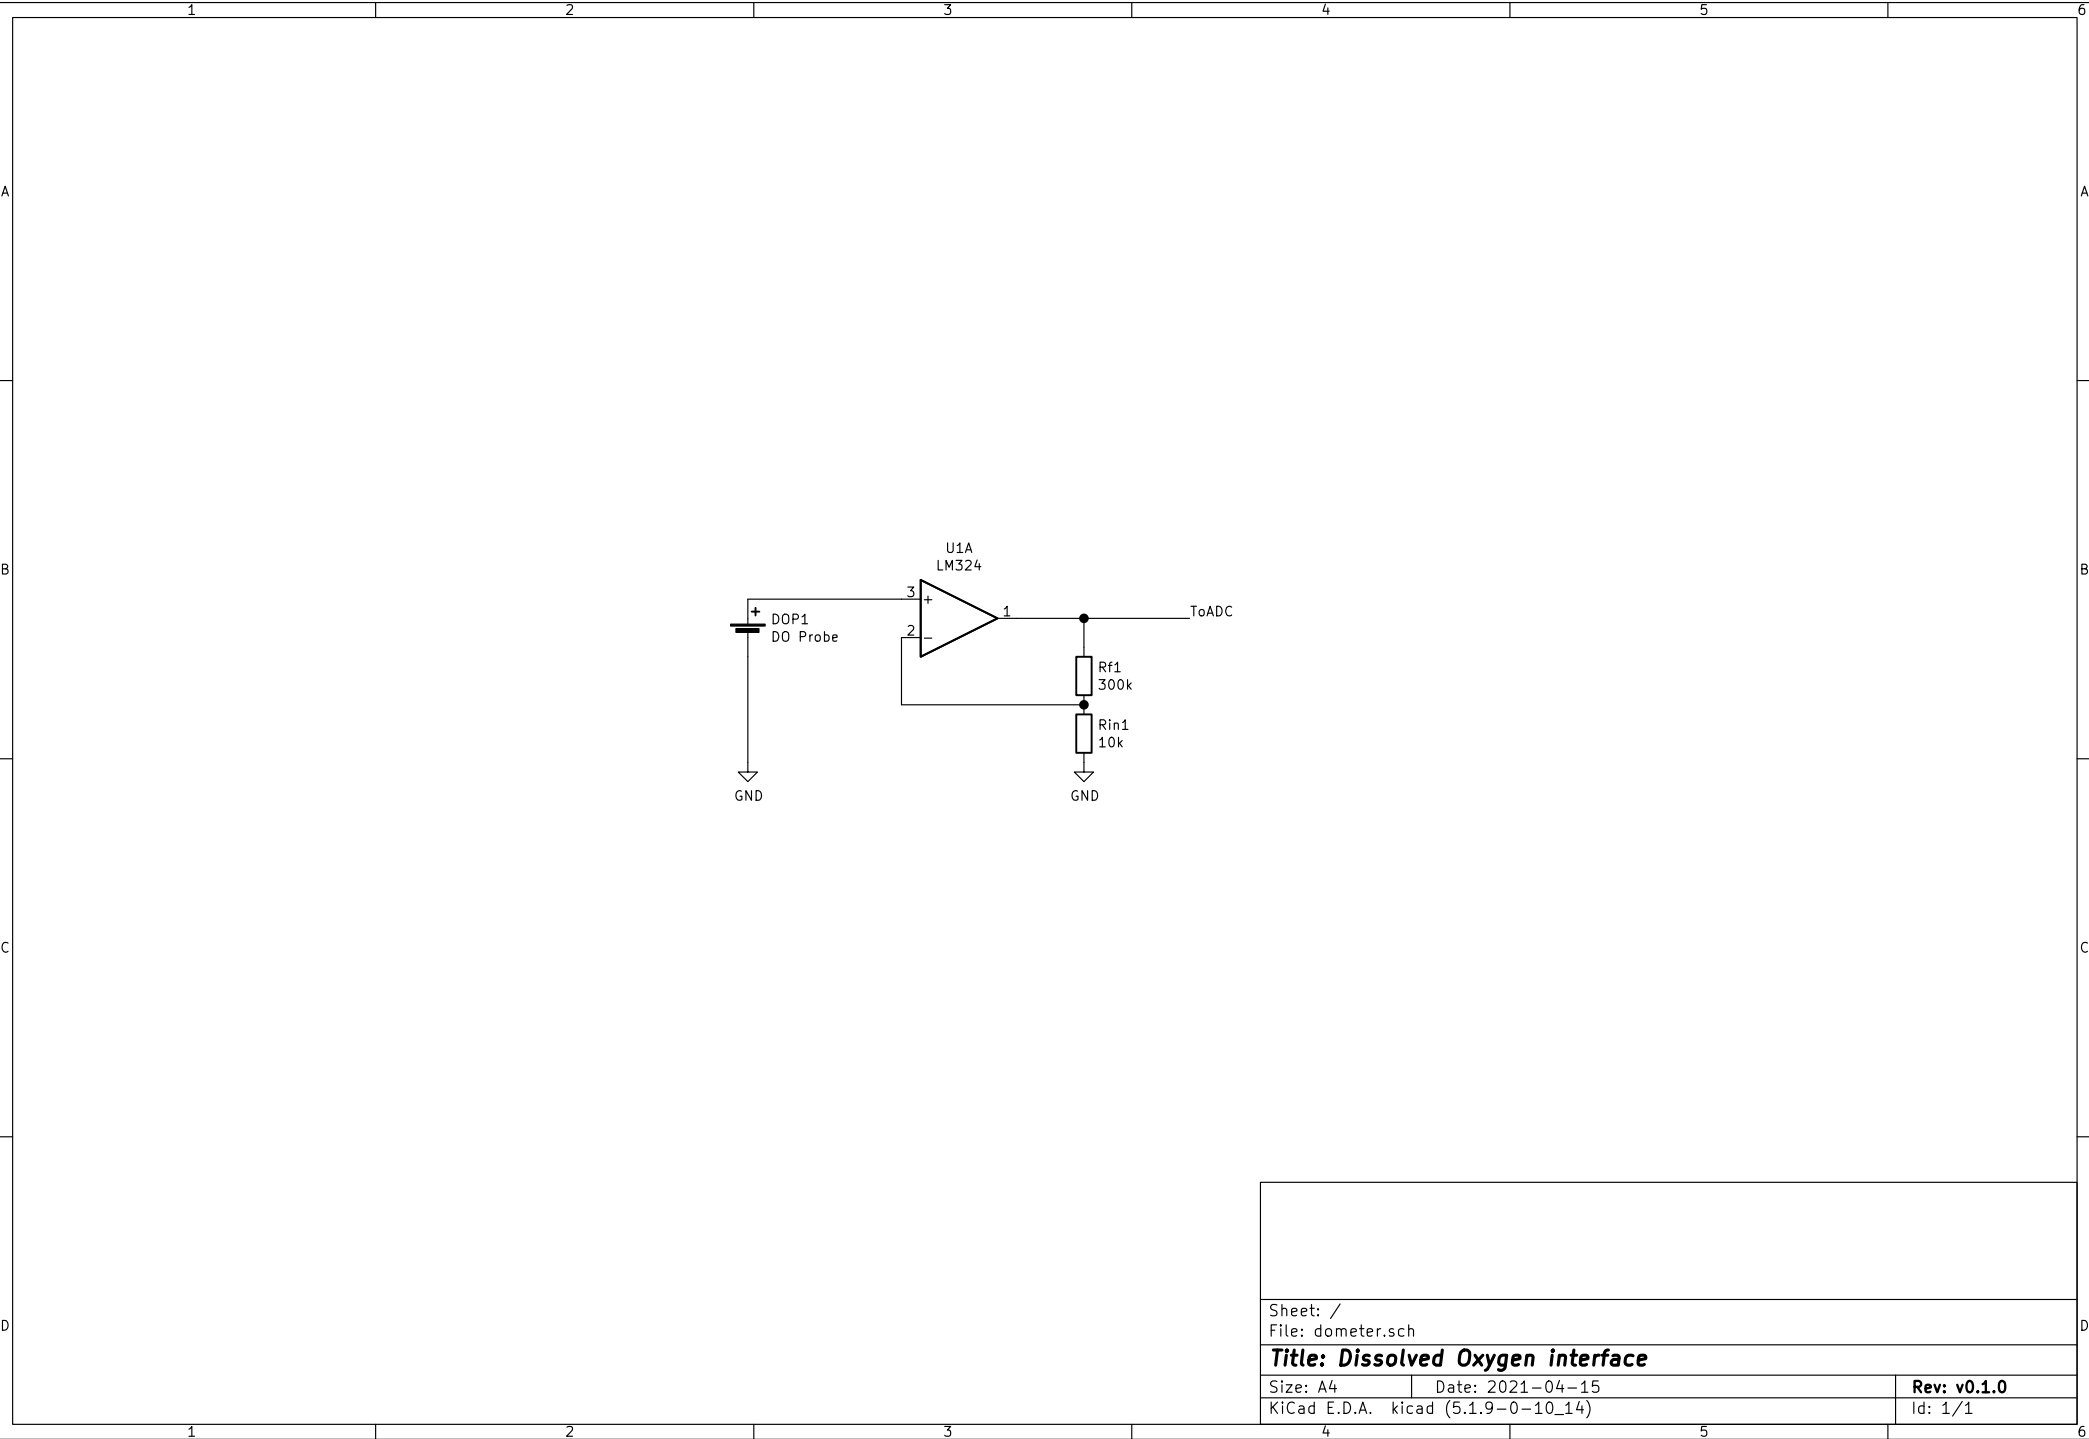 1 2 3 4 5 6
A A
U1A
LM324
B B
3
+
+
1
ToADC
DOP1
DO Probe
2
−
Rf1
300k
Rin1
10k
GND GND
C C
Sheet: /
File: dometer.sch
D D
Title: Dissolved Oxygen interface
Size: A4 Date: 2021-04-15 Rev: v0.1.0
KiCad E.D.A. kicad (5.1.9-0-10_14) Id: 1/1
1 2 3 4 5 6